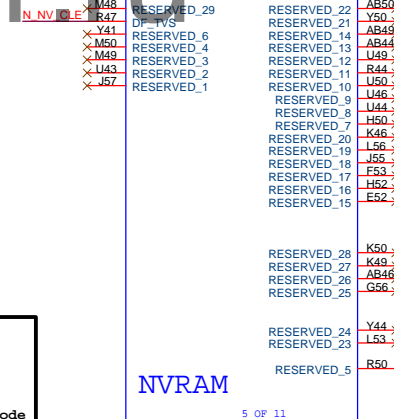 M48 RESERVED_29 RESERVED_22 AB50
N_NV_CLE R47 DF_TVS RESERVED_21 Y50
Y41 RESERVED_6 RESERVED_14 AB49
M50 RESERVED_4 RESERVED_13 AB44
M49 RESERVED_3 RESERVED_12 U49
U43 RESERVED_2 RESERVED_11 R44
J57 RESERVED_1 RESERVED_10 U50
RESERVED_9 U46
RESERVED_8 U44
RESERVED_7 H50
RESERVED_20 K46
RESERVED_19 L56
RESERVED_18 J55
RESERVED_17 F53
RESERVED_16 H52
RESERVED_15 E52
RESERVED_28 K50
RESERVED_27 K49
RESERVED_26 AB46
RESERVED_25 G56
RESERVED_24 Y44
RESERVED_23 L53
RESERVED_5 R50
NVRAM
5 OF 11
ode